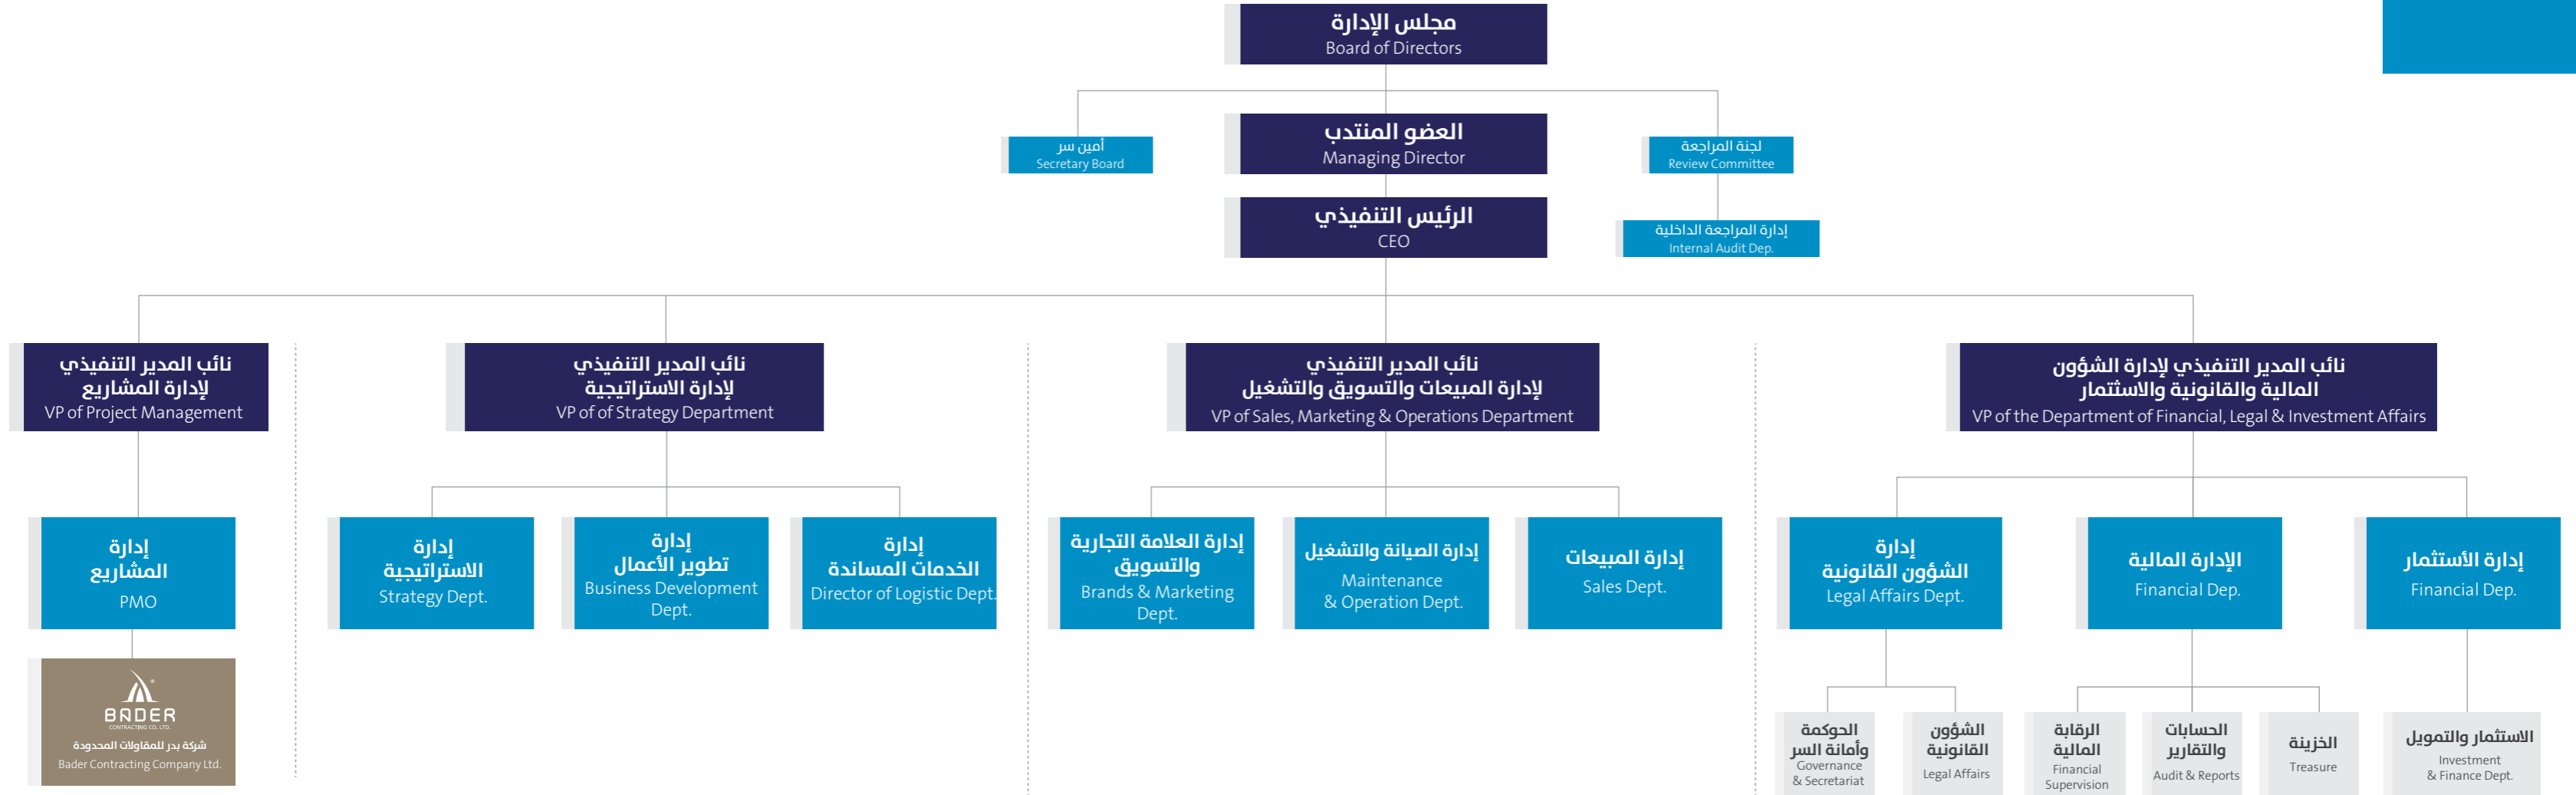 مجلس الإدارة
Board of Directors
أمين سر
Secretary Board
العضو المنتدب
Managing Director
لجنة المراجعة
Review Committee
الرئيس التنفيذي
CEO
إدارة المراجعة الداخلية
Internal Audit Dep.
نائب المدير التنفيذي
لإدارة المشاريع
VP of Project Management
نائب المدير التنفيذي
لإدارة الاستراتيجية
VP of of Strategy Department
نائب المدير التنفيذي
لإدارة المبيعات والتسويق والتشغيل
VP of Sales, Marketing & Operations Department
نائب المدير التنفيذي لإدارة الشؤون
المالية والقانونية والاستثمار
VP of the Department of Financial, Legal & Investment Affairs
إدارة
المشاريع
PMO
إدارة
الاستراتيجية
Strategy Dept.
إدارة
تطوير الأعمال
Business Development
Dept.
إدارة
الخدمات المساندة
Director of Logistic Dept.
إدارة العلامة التجارية
والتسويق
Brands & Marketing
Dept.
إدارة الصيانة والتشغيل
Maintenance
& Operation Dept.
إدارة المبيعات
Sales Dept.
إدارة
الشؤون القانونية
Legal Affairs Dept.
الإدارة المالية
Financial Dep.
إدارة الأستثمار
Financial Dep.
BADER
CONTRACTING CO. LTD.
شركة بدر للمقاولات المحدودة
Bader Contracting Company Ltd.
الحوكمة
وأمانة السر
Governance
& Secretariat
الشؤون
القانونية
Legal Affairs
الرقابة
المالية
Financial
Supervision
الحسابات
والتقارير
Audit & Reports
الخزينة
Treasure
الاستثمار والتمويل
Investment
& Finance Dept.